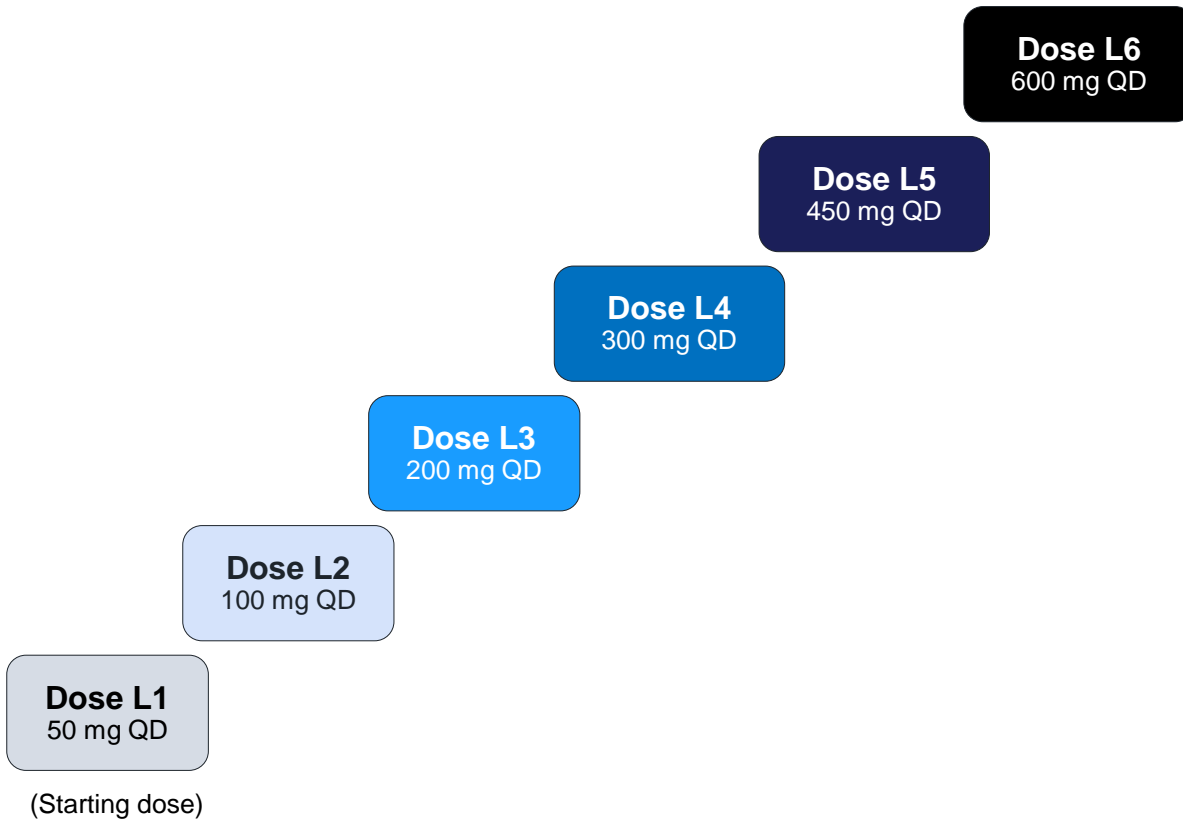 Dose L6
600 mg QD
Dose L5
450 mg QD
Dose L4
300 mg QD
Dose L3
200 mg QD
Dose L2
100 mg QD
Dose L1
50 mg QD
(Starting dose)